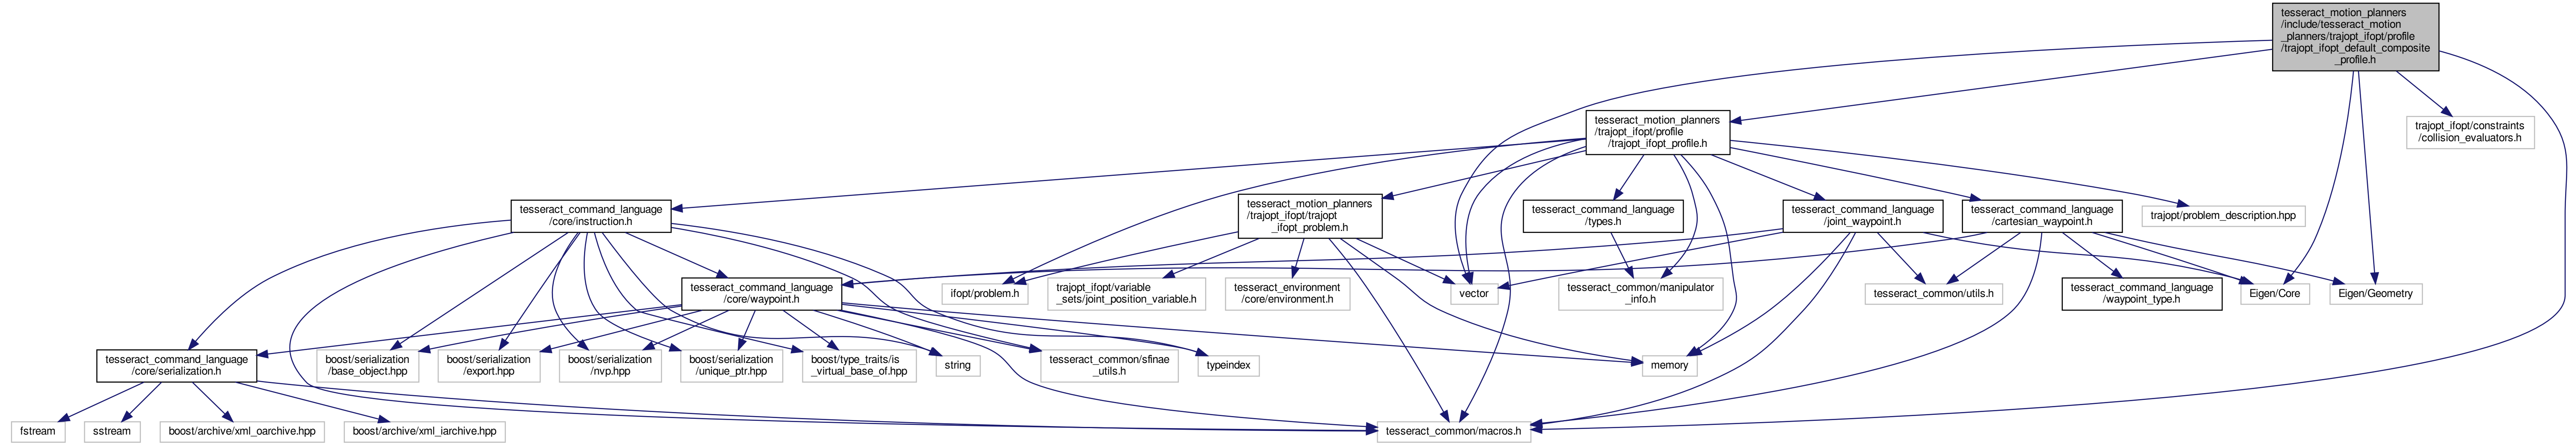 tesseract_motion_planners
/include/tesseract_motion
_planners/trajopt_ifopt/profile
/trajopt_ifopt_default_composite
_profile.h
tesseract_motion_planners
/trajopt_ifopt/profile
/trajopt_ifopt_profile.h
trajopt_ifopt/constraints
/collision_evaluators.h
tesseract_command_language
/core/instruction.h
tesseract_motion_planners
/trajopt_ifopt/trajopt
_ifopt_problem.h
tesseract_command_language
/types.h
tesseract_command_language
/joint_waypoint.h
tesseract_command_language
/cartesian_waypoint.h
trajopt/problem_description.hpp
tesseract_command_language
/core/waypoint.h
ifopt/problem.h
trajopt_ifopt/variable
_sets/joint_position_variable.h
tesseract_environment
/core/environment.h
vector
tesseract_common/manipulator
_info.h
tesseract_common/utils.h
tesseract_command_language
/waypoint_type.h
Eigen/Core
Eigen/Geometry
tesseract_command_language
/core/serialization.h
boost/serialization
/base_object.hpp
boost/serialization
/export.hpp
boost/serialization
/nvp.hpp
boost/serialization
/unique_ptr.hpp
boost/type_traits/is
_virtual_base_of.hpp
string
tesseract_common/sfinae
_utils.h
typeindex
memory
fstream
sstream
boost/archive/xml_oarchive.hpp
boost/archive/xml_iarchive.hpp
tesseract_common/macros.h